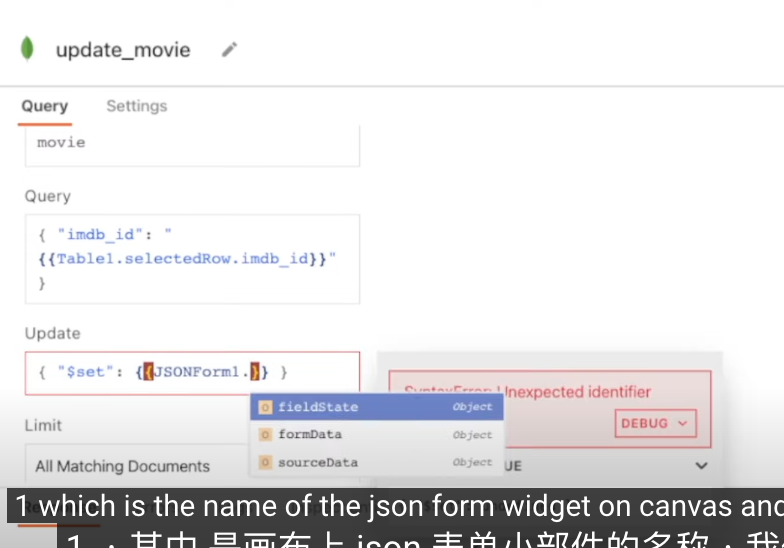 update_movie
Query Settings
movie
Query
{ "imdb_id": "
{{Table1.selectedRow.imdb_id}}"
}
Update
{ "$set": {{JSONForm1.}} }
SyntaxError: Unexpected identifier
fieldState Object
DEBUG
formData Object
Limit
sourceData Object
All Matching Documents
UE
1 which is the name of the json form widget on canvas and
1 ，其中 是画布上 json 表单小部件的名称，我